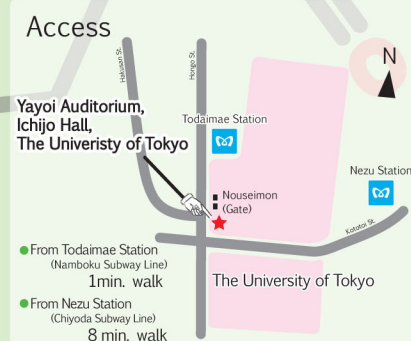 Access
Hakusan St.
Hongo St.
N
Yayoi Auditorium,
Ichijo Hall,
The Univeristy of Tokyo
Todaimae Station
Nezu Station
Nouseimon
(Gate)
Kototoi St.
From Todaimae Station
(Namboku Subway Line)
1min. walk
The University of Tokyo
From Nezu Station
(Chiyoda Subway Line)
8 min. walk